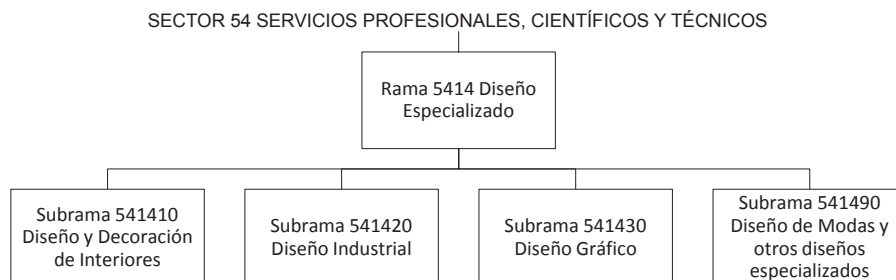 SECTOR 54 SERVICIOS PROFESIONALES, CIENTÍFICOS Y TÉCNICOS
Rama 5414 Diseño
Especializado
Subrama 541410
Diseño y Decoración
de Interiores
Subrama 541420
Diseño Industrial
Subrama 541430
Diseño Gráfico
Subrama 541490
Diseño de Modas y
otros diseños
especializados